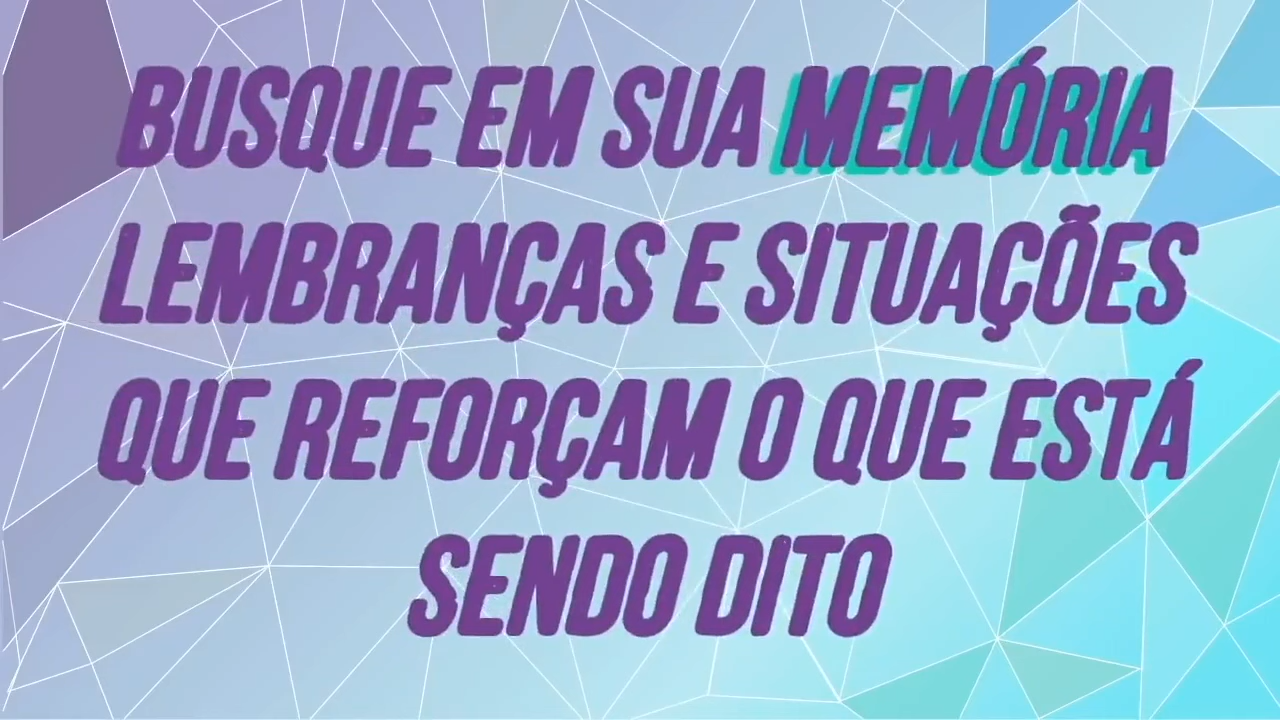 BUSQUE EM SUA MEMÓRIA
LEMBRANÇAS E SITUAÇÕES
QUE REFORÇAM O QUE ESTÁ
SENDO DITO